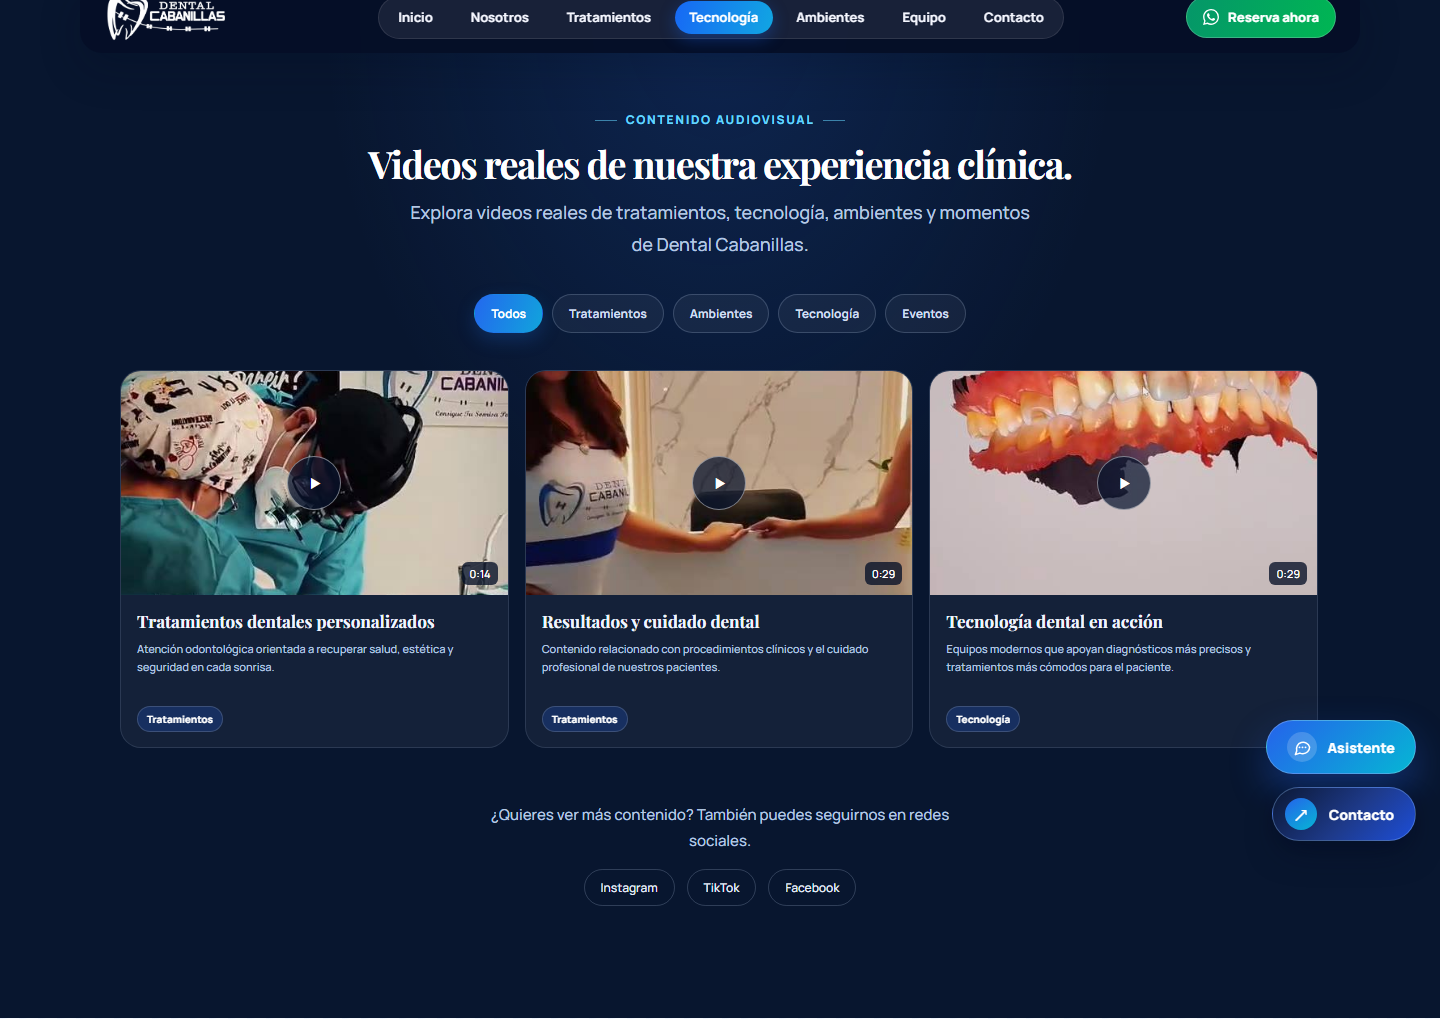 DENTAL
CABANILLAS
Inicio
Nosotros
Tratamientos
Tecnología
Ambientes
Equipo
Contacto
Reserva ahora
CONTENIDO AUDIOVISUAL
Videos reales de nuestra experiencia clínica.
Explora videos reales de tratamientos, tecnología, ambientes y momentos
de Dental Cabanillas.
Todos
Tratamientos
Ambientes
Tecnología
Eventos
CABANIL
Consigue Tu Sonrisa
DENT
CABANIL
0:14
0:29
0:29
Tratamientos dentales personalizados
Atención odontológica orientada a recuperar salud, estética y
seguridad en cada sonrisa.
Tratamientos
Resultados y cuidado dental
Contenido relacionado con procedimientos clínicos y el cuidado
profesional de nuestros pacientes.
Tratamientos
Tecnología dental en acción
Equipos modernos que apoyan diagnósticos más precisos y
tratamientos más cómodos para el paciente.
Tecnología
Asistente
Contacto
¿Quieres ver más contenido? También puedes seguirnos en redes
sociales.
Instagram
TikTok
Facebook